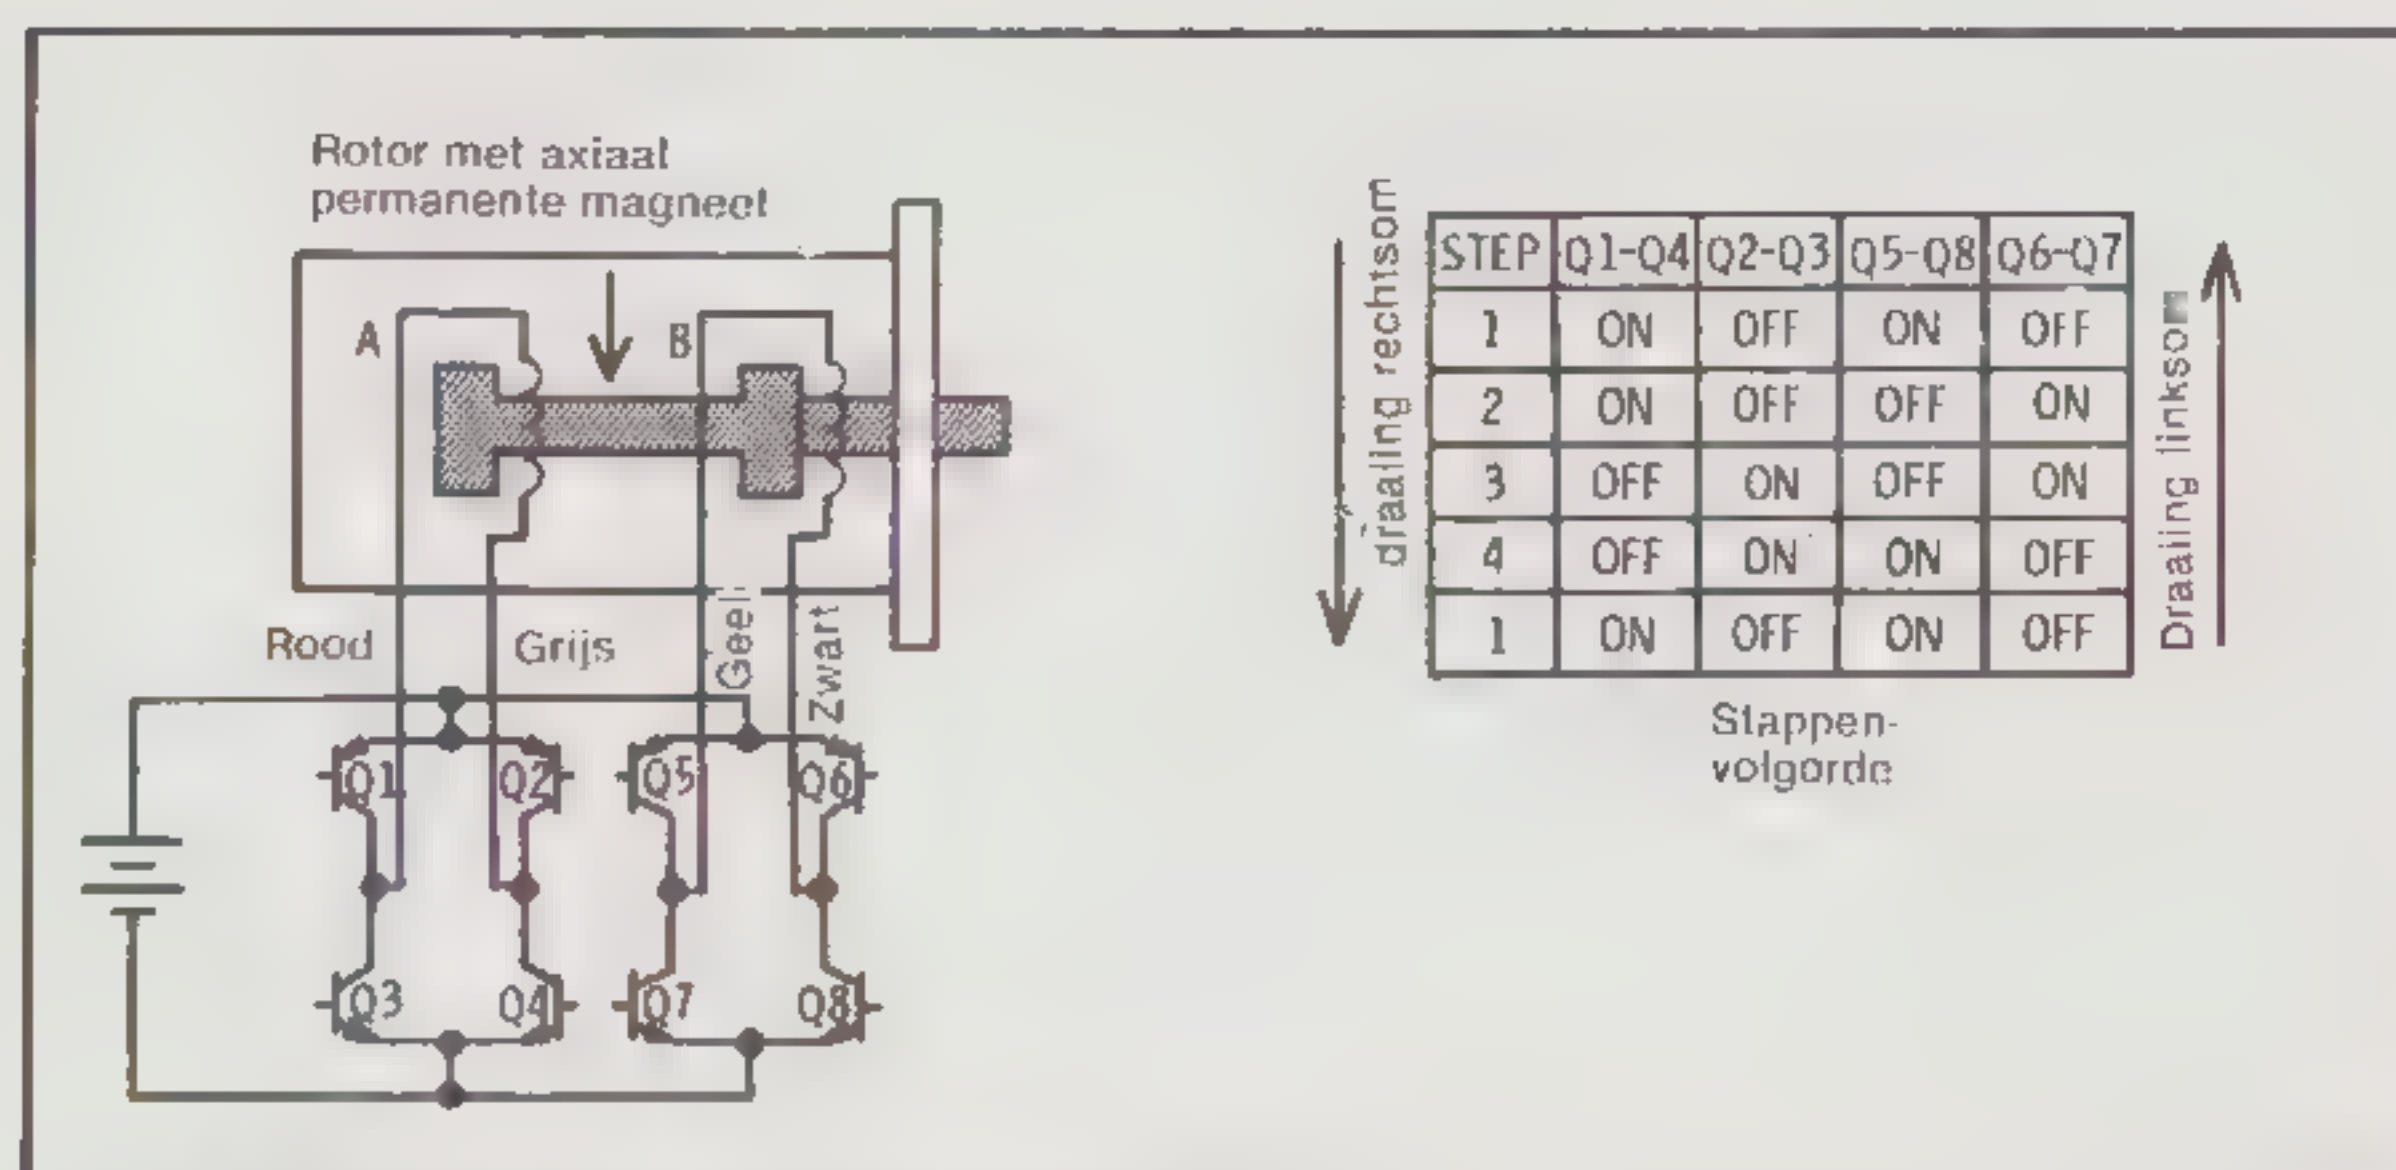 Rotor met axiaal
permanente magneet
A
B
Rood
Grijs
Geel
Zwart
Q1
Q2
Q5
Q6
Q3
Q4
Q7
Q8
draaiing rechtsom
STEP Q1-Q4 Q2-Q3 Q5-Q8 Q6-Q7
1 ON OFF ON OFF
2 ON OFF OFF ON
3 OFF ON OFF ON
4 OFF ON ON OFF
1 ON OFF ON OFF
Draaiing linksom
Stappen-
volgorde